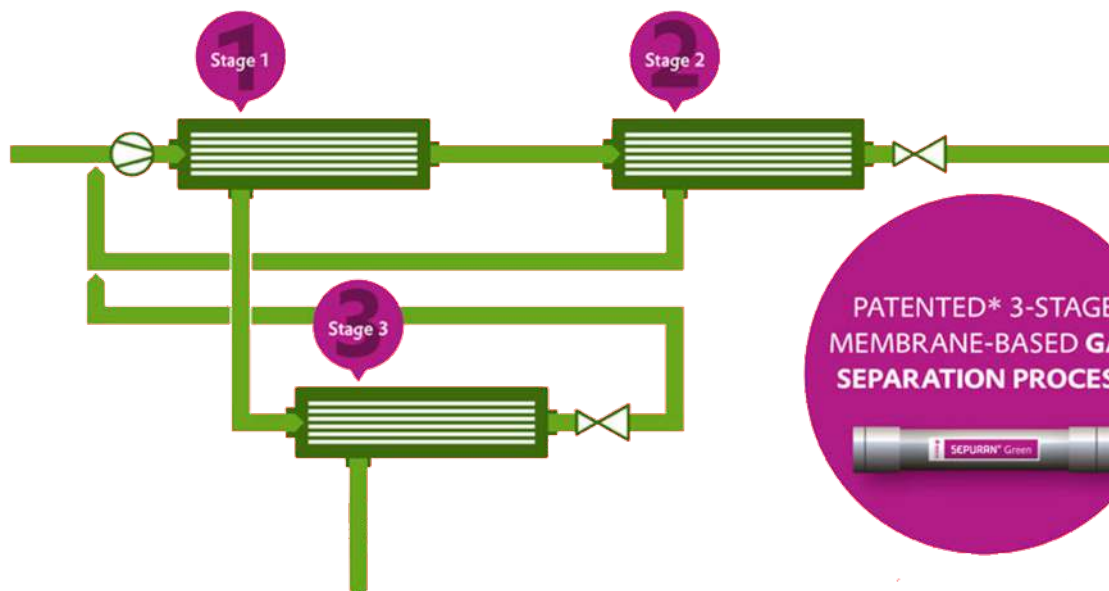 1
Stage 1
2
Stage 2
3
Stage 3
PATENTED* 3-STAGE
MEMBRANE-BASED GA
SEPARATION PROCES
SEPURAN® Green